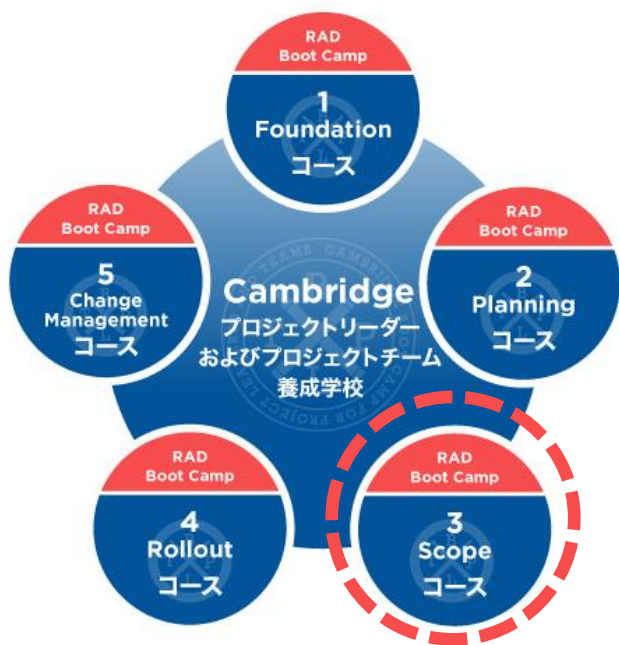 RAD
Boot Camp
1
Foundation
コース
RAD
Boot Camp
5
Change
Management
コース
RAD
Boot Camp
2
Planning
コース
Cambridge
プロジェクトリーダー
およびプロジェクトチーム
養成学校
RAD
Boot Camp
4
Rollout
コース
RAD
Boot Camp
3
Scope
コース